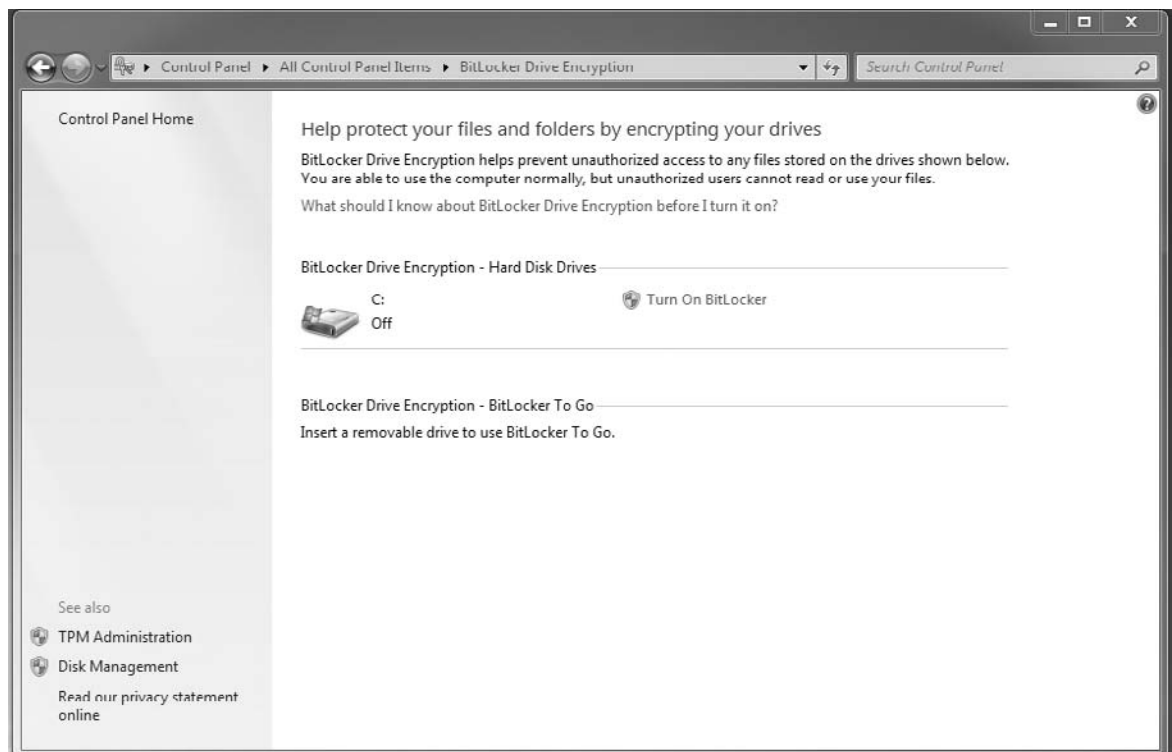 Control Panel ▸ All Control Panel Items ▸ BitLocker Drive Encryption
Search Control Panel
Control Panel Home
Help protect your files and folders by encrypting your drives
BitLocker Drive Encryption helps prevent unauthorized access to any files stored on the drives shown below.
You are able to use the computer normally, but unauthorized users cannot read or use your files.
What should I know about BitLocker Drive Encryption before I turn it on?
BitLocker Drive Encryption - Hard Disk Drives
C:
Off
Turn On BitLocker
BitLocker Drive Encryption - BitLocker To Go
Insert a removable drive to use BitLocker To Go.
See also
TPM Administration
Disk Management
Read our privacy statement
online